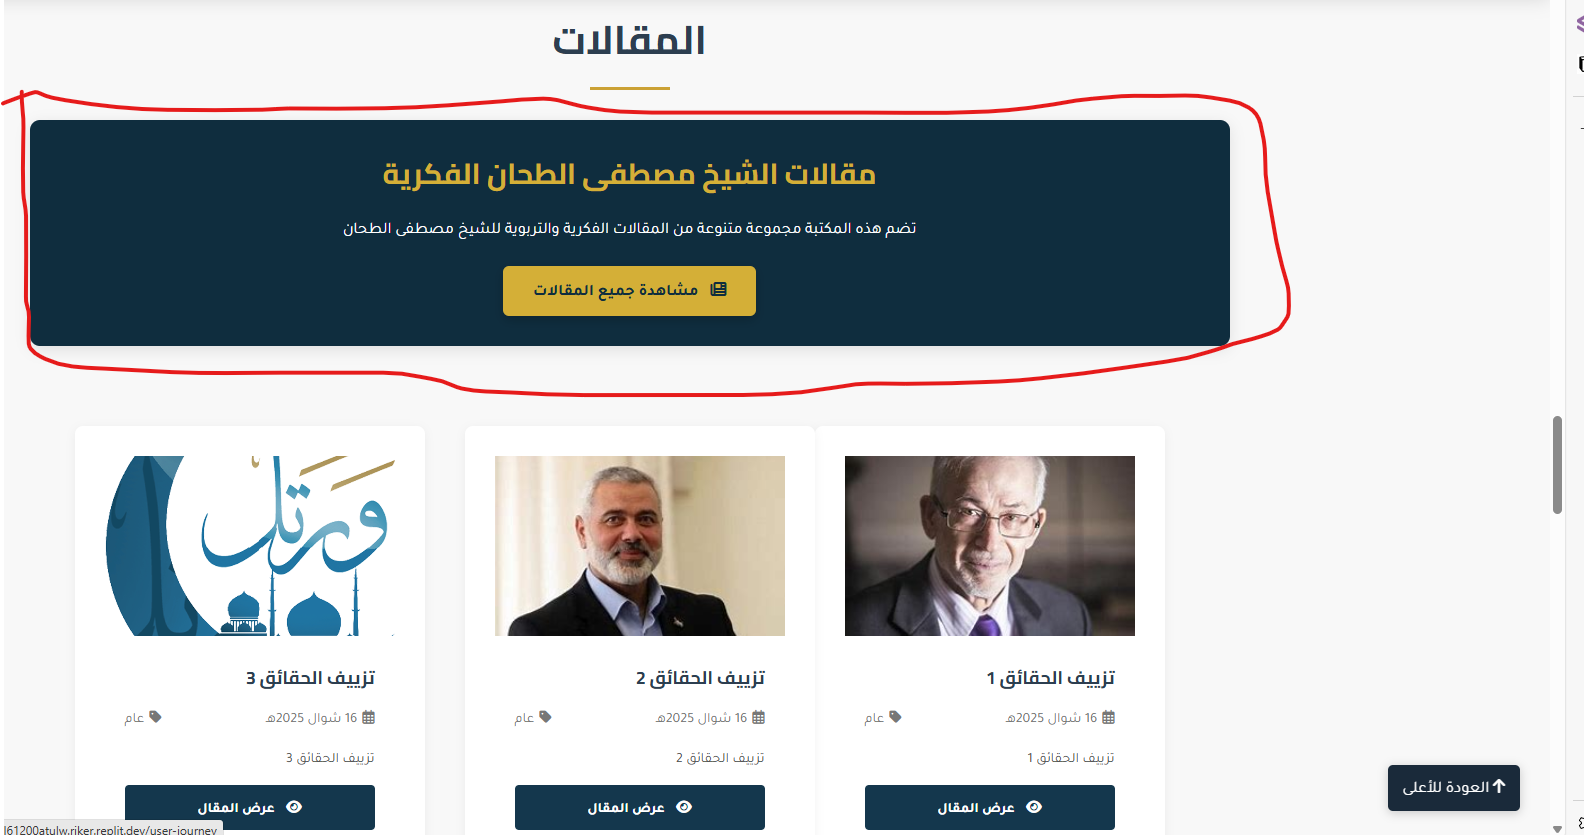 المقالات
مقالات الشيخ مصطفى الطحان الفكرية
تضم هذه المكتبة مجموعة متنوعة من المقالات الفكرية والتربوية للشيخ مصطفى الطحان
مشاهدة جميع المقالات
ورتل
تزييف الحقائق 1
16 شوال 2025هـ
عام
تزييف الحقائق 1
عرض المقال
تزييف الحقائق 2
16 شوال 2025هـ
عام
تزييف الحقائق 2
عرض المقال
تزييف الحقائق 3
16 شوال 2025هـ
عام
تزييف الحقائق 3
عرض المقال
العودة للأعلى
l61200atulw.riker.replit.dev/user-journey